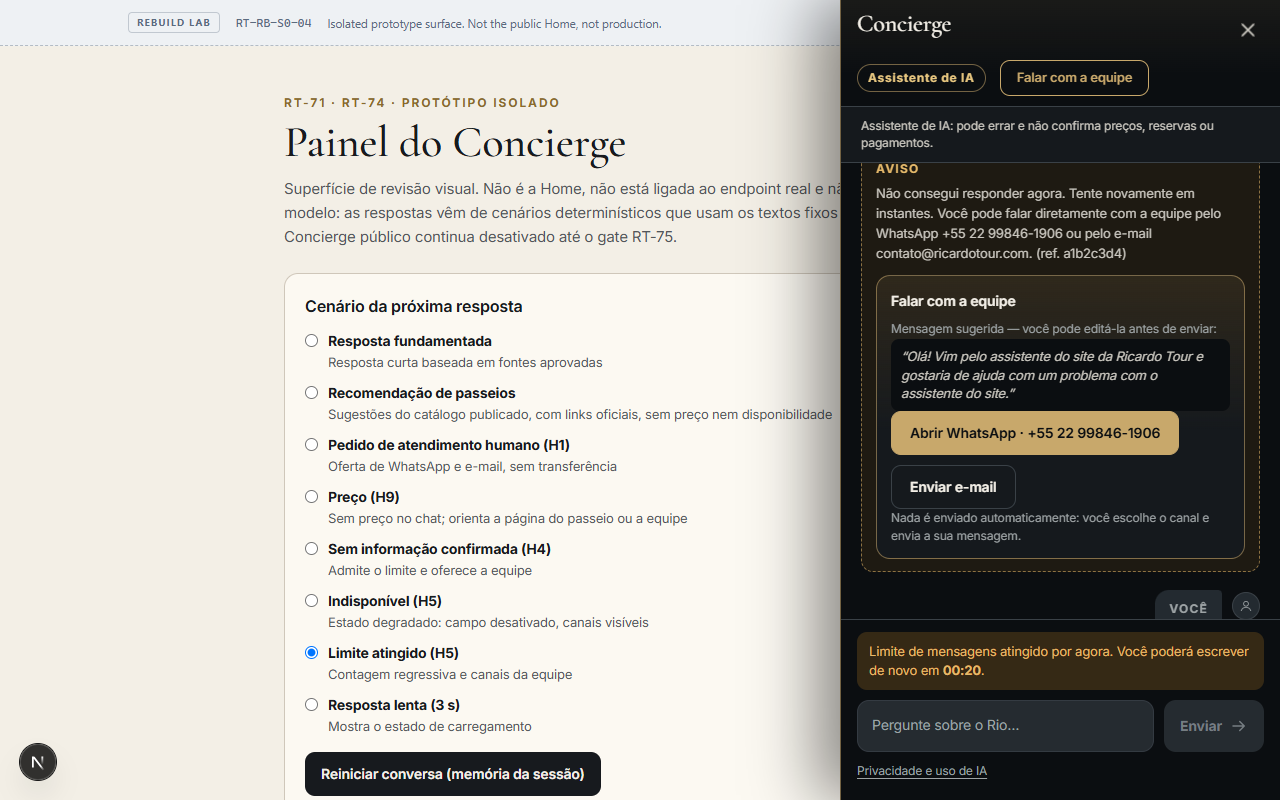 REBUILD LAB RT-RB-S0-04 Isolated prototype surface. Not the public Home, not production.
RT-71 · RT-74 · PROTÓTIPO ISOLADO
Painel do Concierge
Superfície de revisão visual. Não é a Home, não está ligada ao endpoint real e
modelo: as respostas vêm de cenários determinísticos que usam os textos fixos
Concierge público continua desativado até o gate RT-75.
Cenário da próxima resposta
Resposta fundamentada
Resposta curta baseada em fontes aprovadas
Recomendação de passeios
Sugestões do catálogo publicado, com links oficiais, sem preço nem disponibilidade
Pedido de atendimento humano (H1)
Oferta de WhatsApp e e-mail, sem transferência
Preço (H9)
Sem preço no chat; orienta a página do passeio ou a equipe
Sem informação confirmada (H4)
Admite o limite e oferece a equipe
Indisponível (H5)
Estado degradado: campo desativado, canais visíveis
Limite atingido (H5)
Contagem regressiva e canais da equipe
Resposta lenta (3 s)
Mostra o estado de carregamento
Reiniciar conversa (memória da sessão)
N
Concierge
Assistente de IA
Falar com a equipe
Assistente de IA: pode errar e não confirma preços, reservas ou
pagamentos.
AVISO
Não consegui responder agora. Tente novamente em
instantes. Você pode falar diretamente com a equipe pelo
WhatsApp +55 22 99846-1906 ou pelo e-mail
contato@ricardotour.com. (ref. a1b2c3d4)
Falar com a equipe
Mensagem sugerida — você pode editá-la antes de enviar:
“Olá! Vim pelo assistente do site da Ricardo Tour e
gostaria de ajuda com um problema com o
assistente do site.”
Abrir WhatsApp · +55 22 99846-1906
Enviar e-mail
Nada é enviado automaticamente: você escolhe o canal e
envia a sua mensagem.
VOCÊ
Limite de mensagens atingido por agora. Você poderá escrever
de novo em 00:20.
Pergunte sobre o Rio...
Enviar →
Privacidade e uso de IA